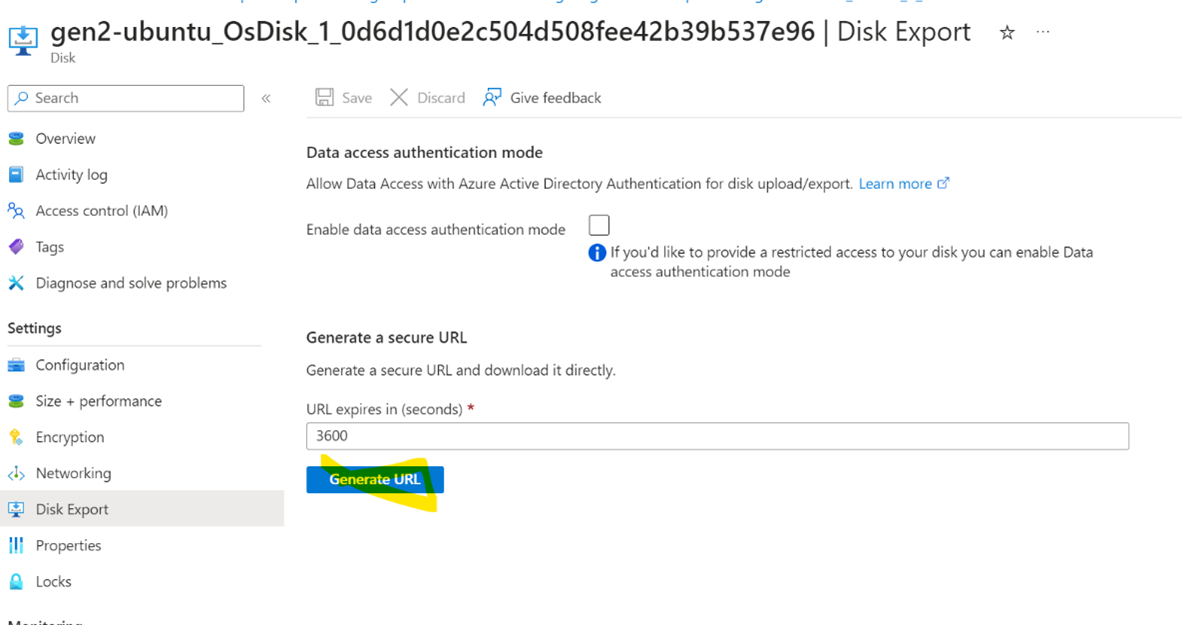 gen2-ubuntu_OsDisk_1_0d6d1d0e2c504d508fee42b39b537e96 | Disk Export
Disk
Search
Save
Discard
Give feedback
Overview
Activity log
Access control (IAM)
Tags
Diagnose and solve problems
Settings
Configuration
Size + performance
Encryption
Networking
Disk Export
Properties
Locks
Data access authentication mode
Allow Data Access with Azure Active Directory Authentication for disk upload/export. Learn more
Enable data access authentication mode
If you'd like to provide a restricted access to your disk you can enable Data
access authentication mode
Generate a secure URL
Generate a secure URL and download it directly.
URL expires in (seconds) *
3600
Generate URL